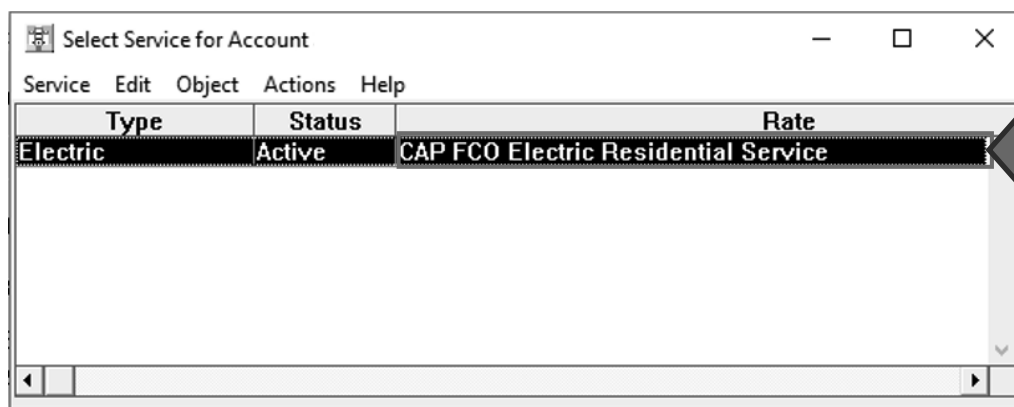 Select Service for Account
Service Edit Object Actions Help
Type Status Rate
Electric Active CAP FCO Electric Residential Service